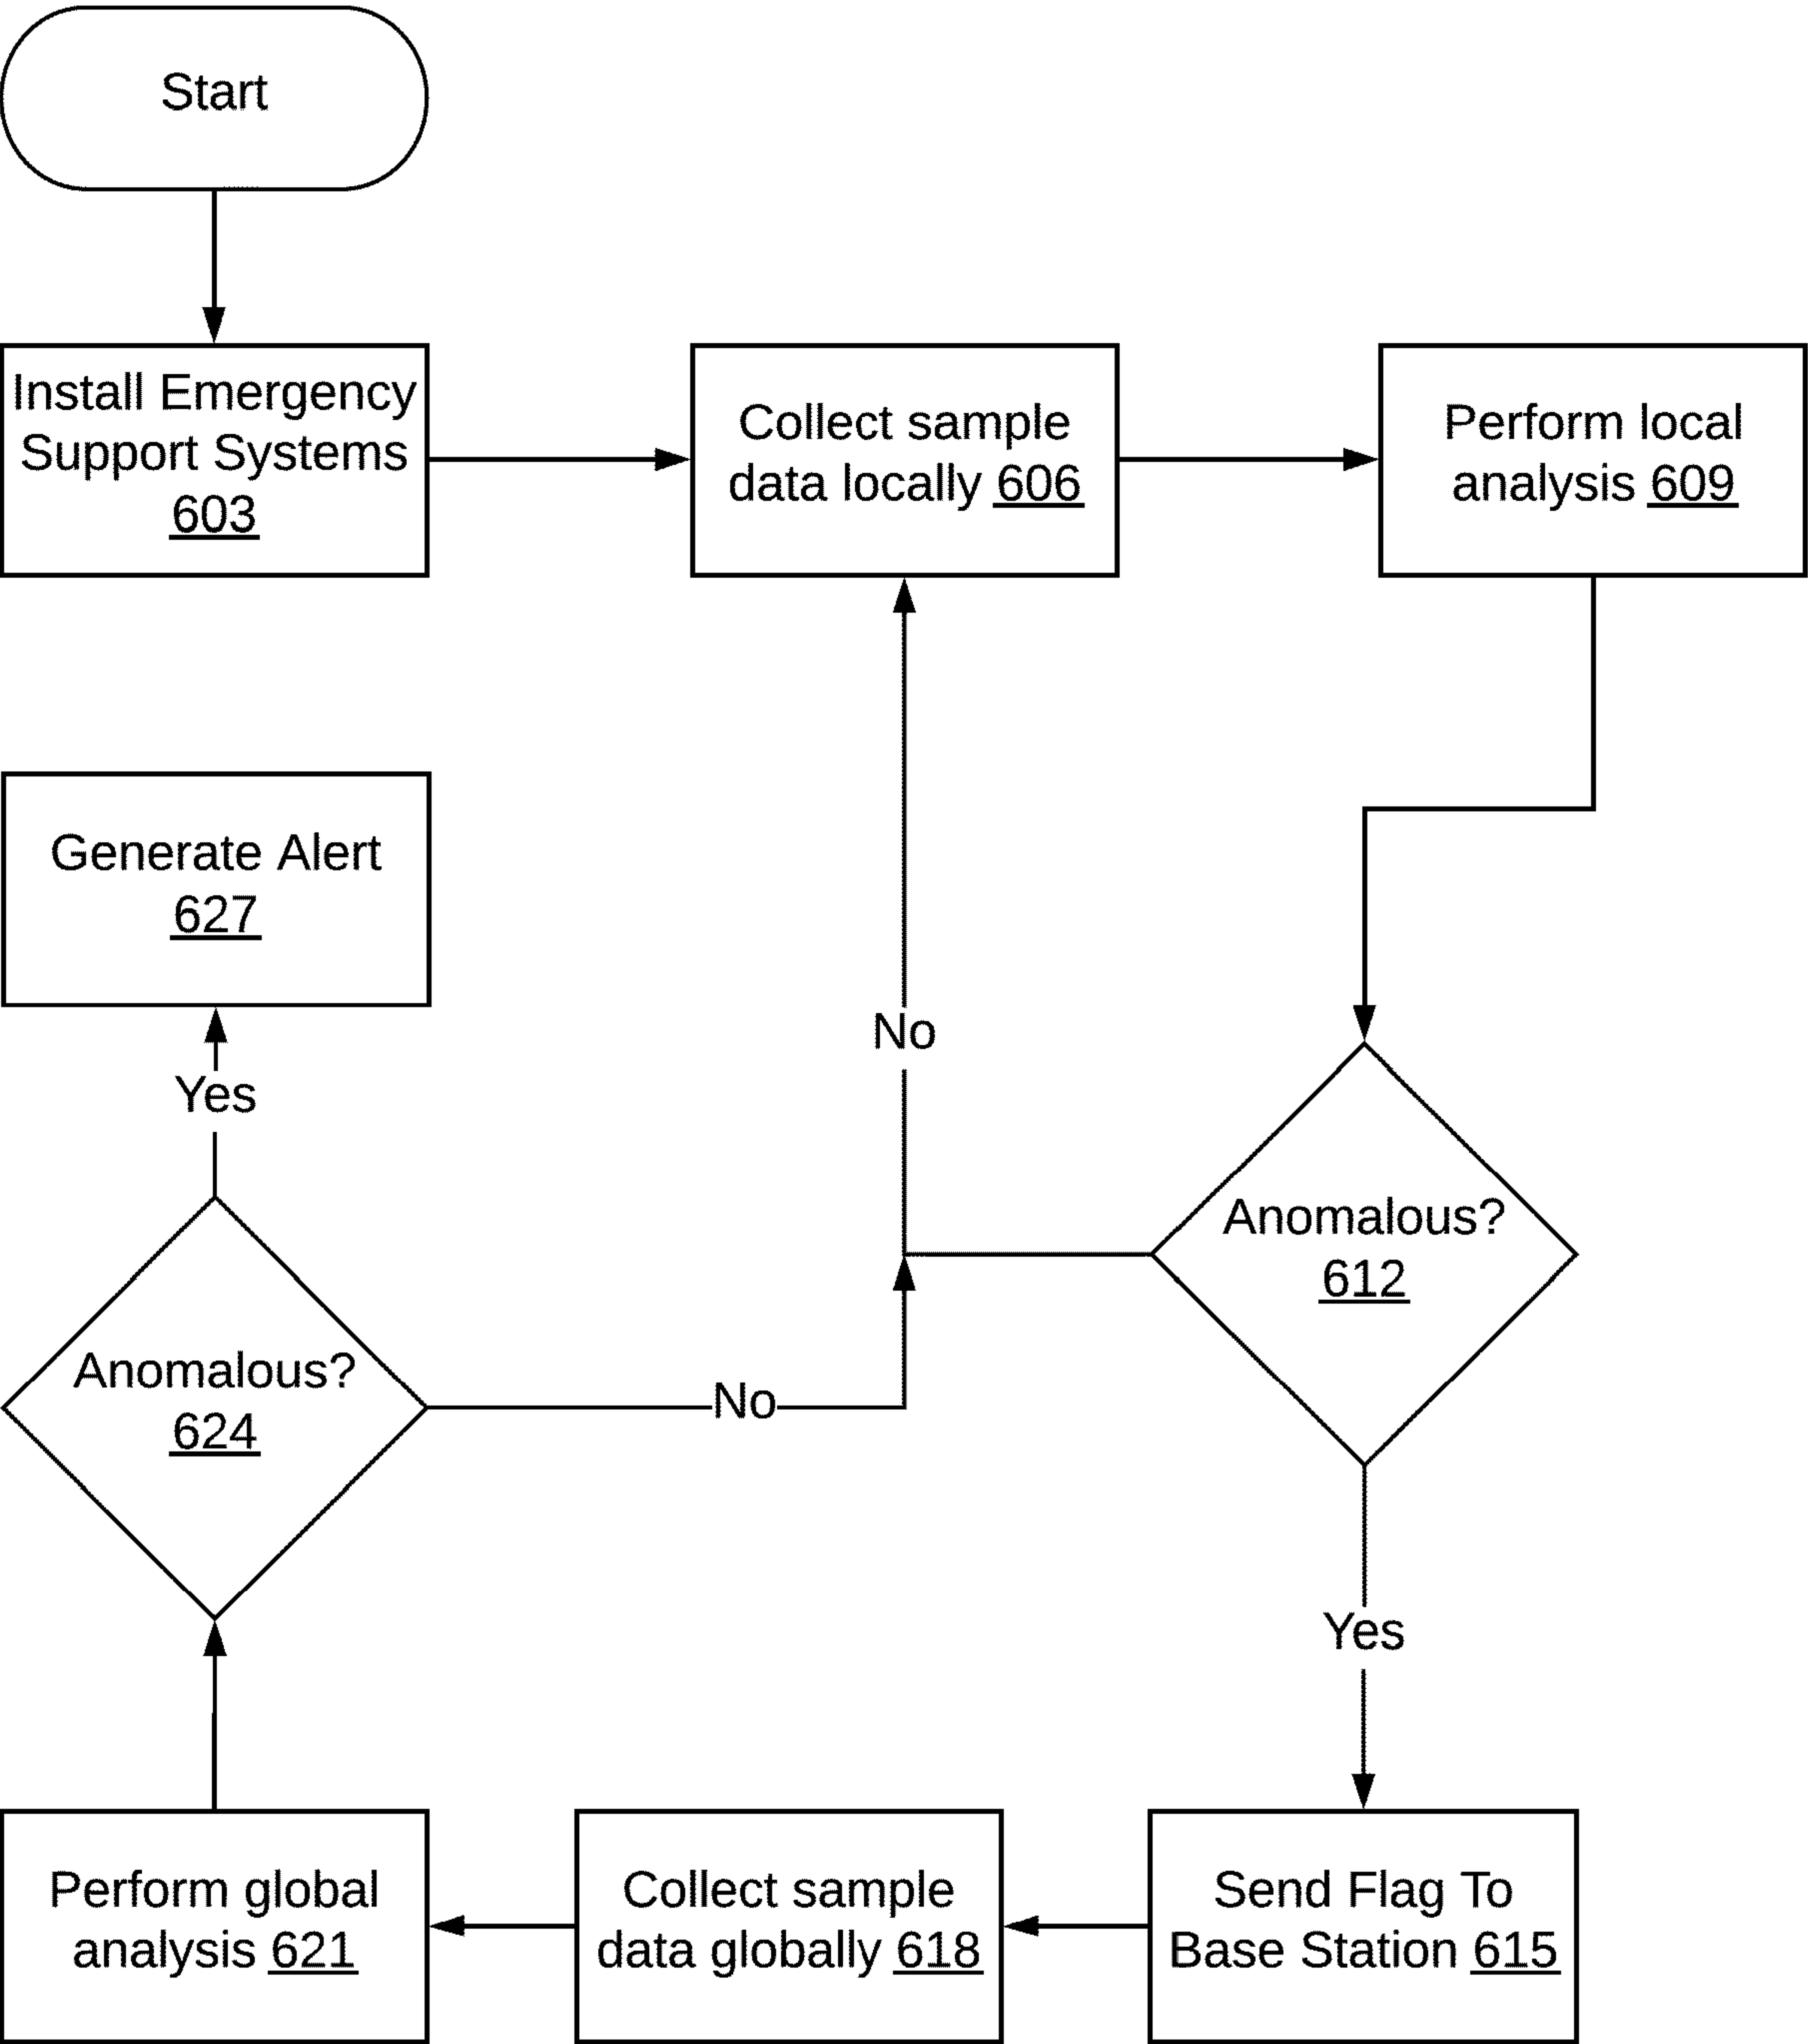 Start
Install Emergency
Support Systems
603
Collect sample
data locally 606
Perform local
analysis 609
Generate Alert
627
No
Yes
Anomalous?
612
Anomalous?
624
No
Yes
Perform global
analysis 621
Collect sample
data globally 618
Send Flag To
Base Station 615